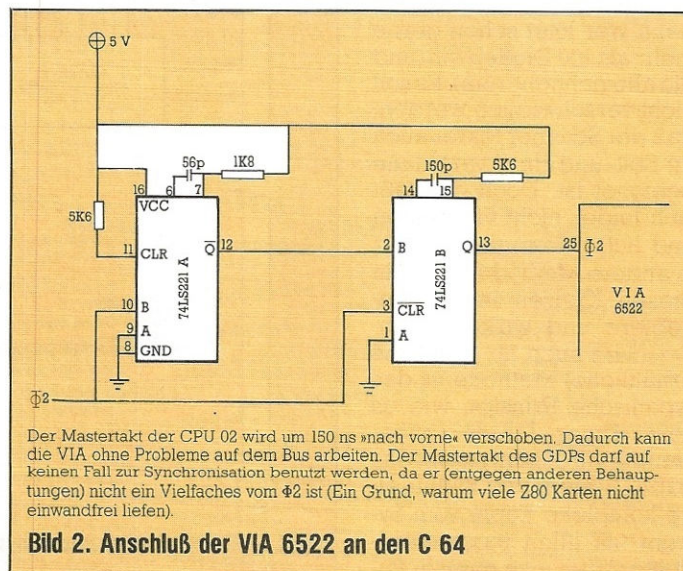 5 V
56p
1K8
150p
5K6
16
6
7
14
15
VCC
5K6
11
CLR
Q̅
12
2
B
Q
13
25
Φ2
74LS221 A
74LS221 B
VIA
6522
10
B
3
C̅L̅R̅
9
A
1
A
8
GND
Φ2
Der Mastertakt der CPU 02 wird um 150 ns »nach vorne« verschoben. Dadurch kann
die VIA ohne Probleme auf dem Bus arbeiten. Der Mastertakt des GDPs darf auf
keinen Fall zur Synchronisation benutzt werden, da er (entgegen anderen Behaup-
tungen) nicht ein Vielfaches vom Φ2 ist (Ein Grund, warum viele Z80 Karten nicht
einwandfrei liefen).
Bild 2. Anschluß der VIA 6522 an den C 64